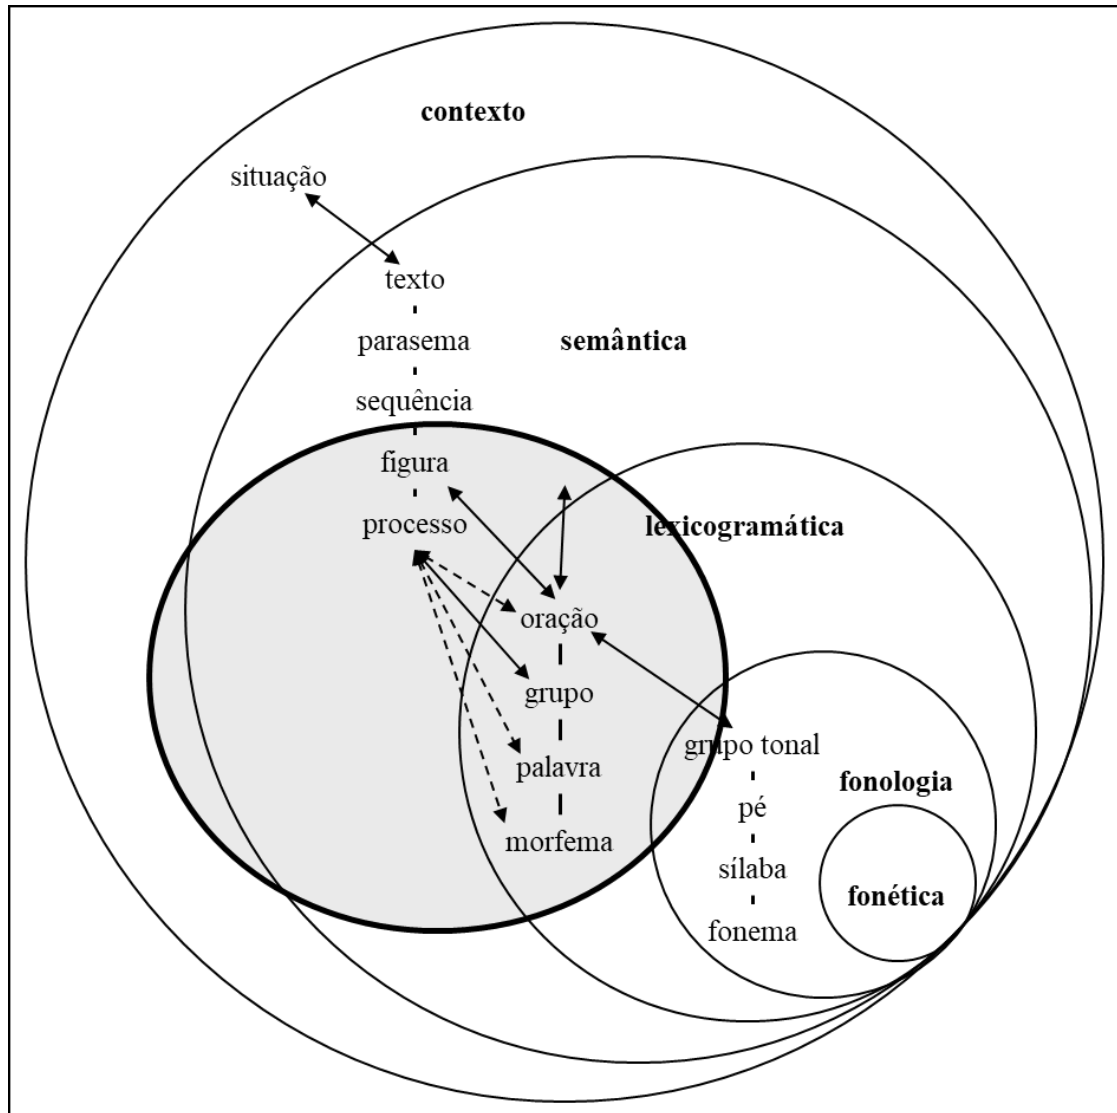 contexto
situação
texto
parasema
semântica
sequência
figura
processo
lexicogramática
oração
grupo
grupo tonal
palavra
fonologia
pé
morfema
sílaba
fonética
fonema